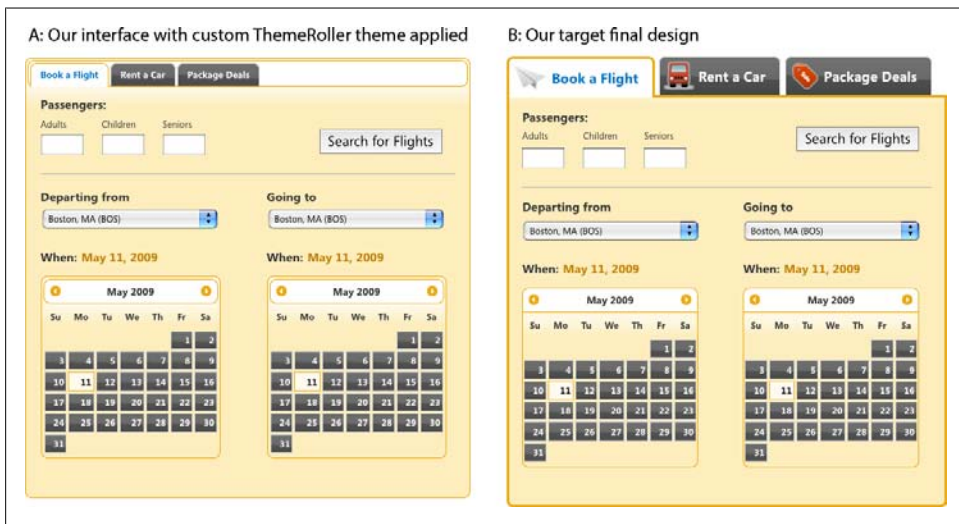 A: Our interface with custom ThemeRoller theme applied
Book a Flight Rent a Car Package Deals
Passengers:
Adults Children Seniors
Search for Flights
Departing from Going to
Boston, MA (BOS) Boston, MA (BOS)
When: May 11, 2009 When: May 11, 2009
May 2009 May 2009
Su Mo Tu We Th Fr Sa Su Mo Tu We Th Fr Sa
1 2 1 2
3 4 5 6 7 8 9 3 4 5 6 7 8 9
10 11 12 13 14 15 16 10 11 12 13 14 15 16
17 18 19 20 21 22 23 17 18 19 20 21 22 23
24 25 26 27 28 29 30 24 25 26 27 28 29 30
31 31
B: Our target final design
Book a Flight Rent a Car Package Deals
Passengers:
Adults Children Seniors
Search for Flights
Departing from Going to
Boston, MA (BOS) Boston, MA (BOS)
When: May 11, 2009 When: May 11, 2009
May 2009 May 2009
Su Mo Tu We Th Fr Sa Su Mo Tu We Th Fr Sa
1 2 1 2
3 4 5 6 7 8 9 3 4 5 6 7 8 9
10 11 12 13 14 15 16 10 11 12 13 14 15 16
17 18 19 20 21 22 23 17 18 19 20 21 22 23
24 25 26 27 28 29 30 24 25 26 27 28 29 30
31 31